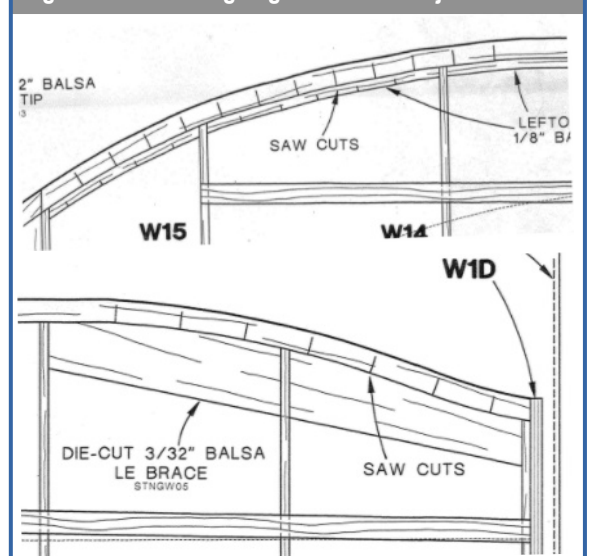 2" BALSA
TIP
SAW CUTS
1/8"
W15
W14
W1D
DIE-CUT 3/32" BALSA
LE BRACE
STNGW05
SAW CUTS